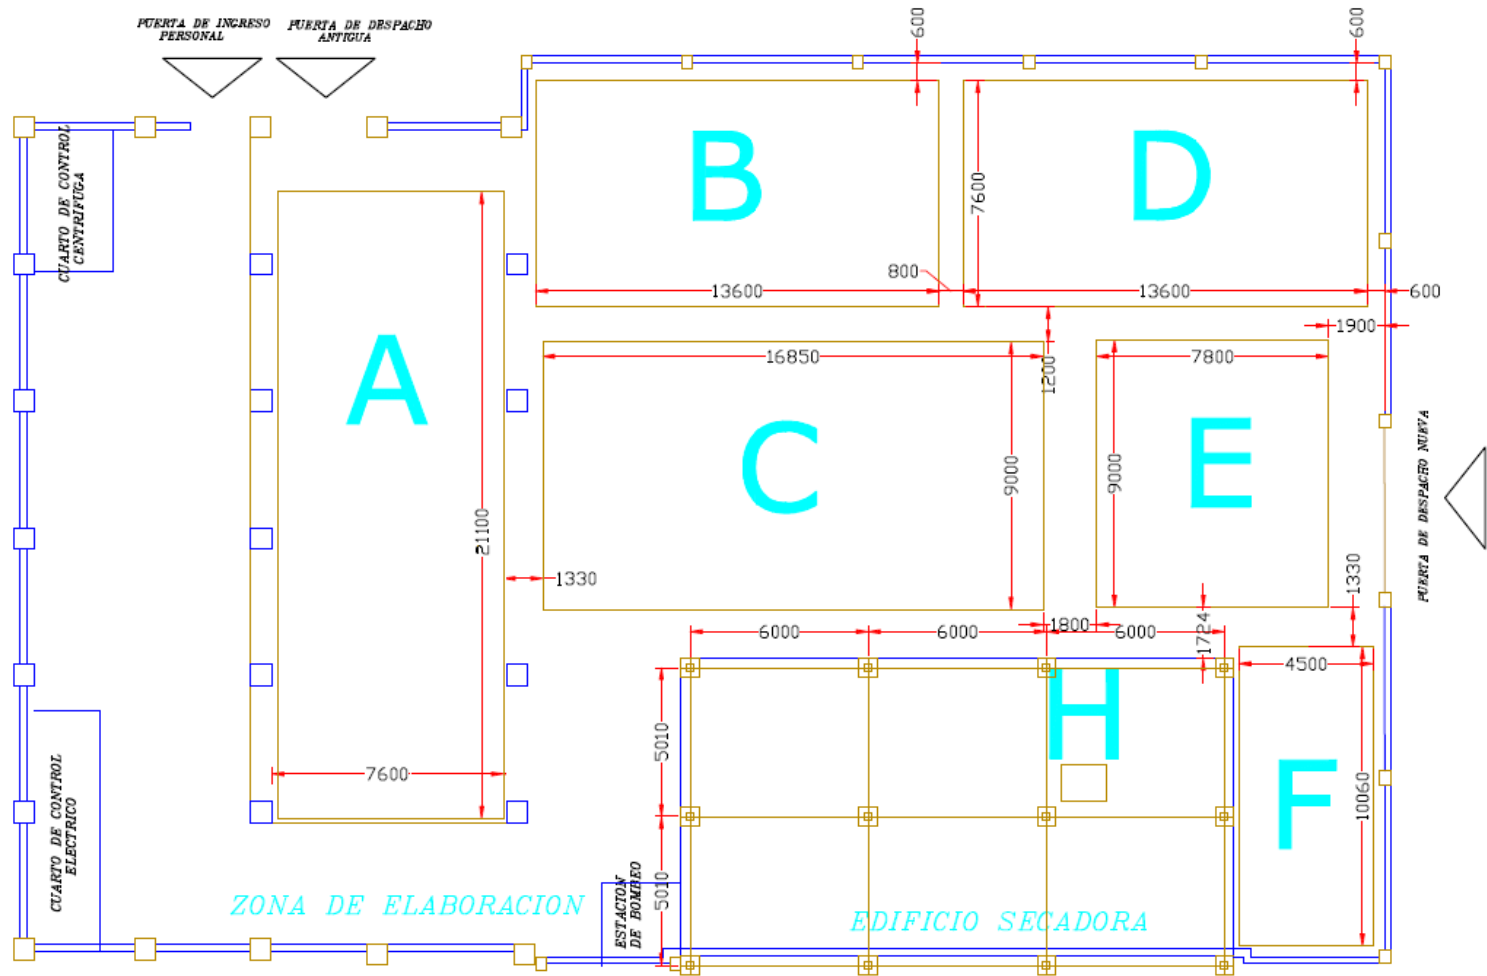 PUERTA DE INGRESO
PERSONAL
PUERTA DE DESPACHO
ANTIGUA
600
600
CUARTO DE CONTROL
CENTRIFUGA
B
D
7600
800
13600
13600
600
1900
A
16850
1200
7800
C
9000
E
9000
PUERTA DE DESPACHO NUEVA
21100
1330
1330
6000
6000
1800
6000
1724
4500
H
5010
7600
F
10060
CUARTO DE CONTROL
ELECTRICO
ESTACION
DE BOMBEO
5010
ZONA DE ELABORACION
EDIFICIO SECADORA